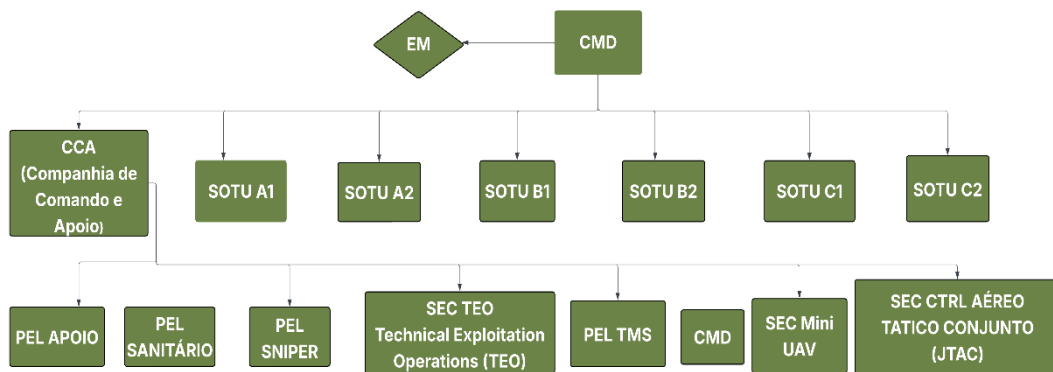 EM
CMD
CCA
(Companhia de
Comando e
Apoio)
SOTU A1
SOTU A2
SOTU B1
SOTU B2
SOTU C1
SOTU C2
PEL APOIO
PEL
SANITÁRIO
PEL
SNIPER
SEC TEO
Technical Exploitation
Operations (TEO)
PEL TMS
CMD
SEC Mini
UAV
SEC CTRL AÉREO
TATICO CONJUNTO
(JTAC)